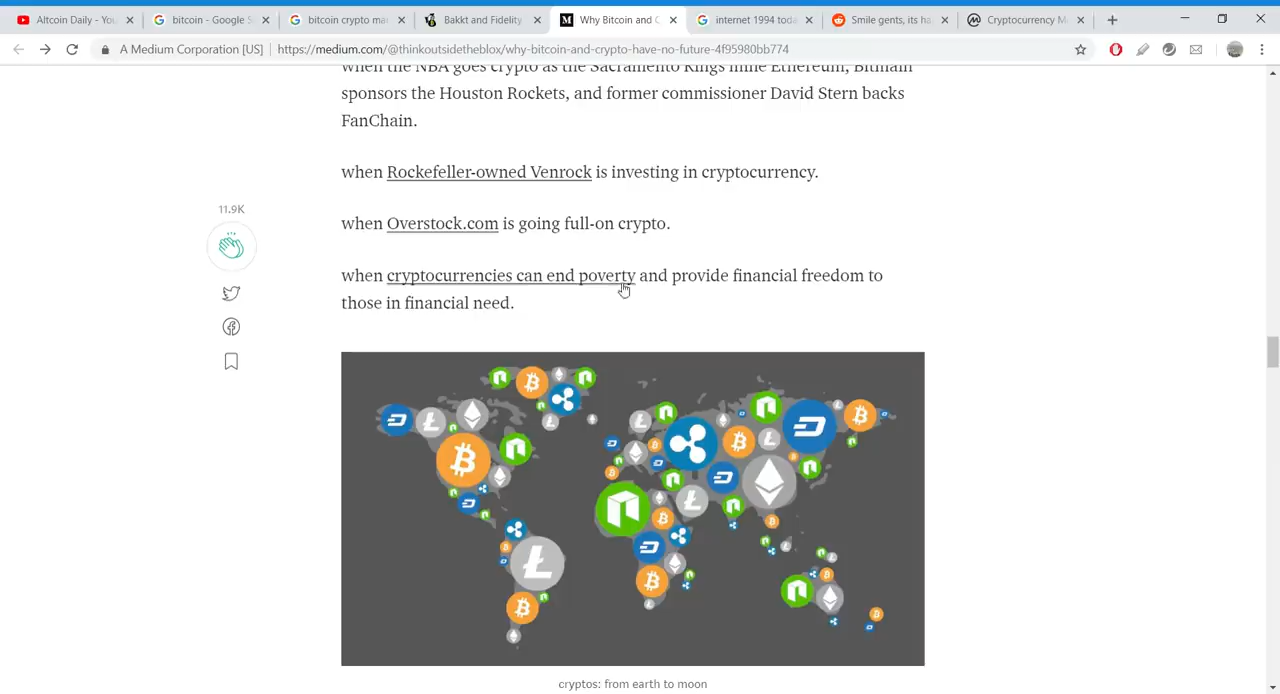 Altcoin Daily - You
bitcoin - Google S
bitcoin crypto ma
Bakkt and Fidelity
Why Bitcoin and C
internet 1994 toda
Smile gents, its ha
Cryptocurrency M
A Medium Corporation [US]
https://medium.com/@thinkoutsidetheblox/why-bitcoin-and-crypto-have-no-future-4f95980bb774
when the NBA goes crypto as the Sacramento Kings mine Ethereum, Bitmain
sponsors the Houston Rockets, and former commissioner David Stern backs
FanChain.
when Rockefeller-owned Venrock is investing in cryptocurrency.
11.9K
when Overstock.com is going full-on crypto.
when cryptocurrencies can end poverty and provide financial freedom to
those in financial need.
cryptos: from earth to moon